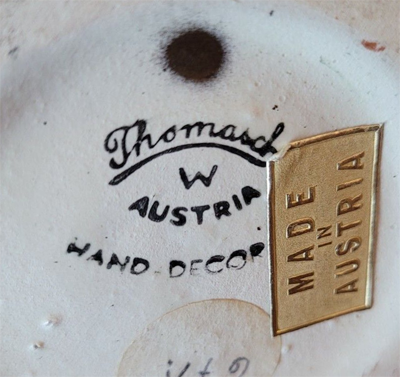 Thomasch
W
AUSTRIA
HAND-DECOR
MADE
IN
AUSTRIA